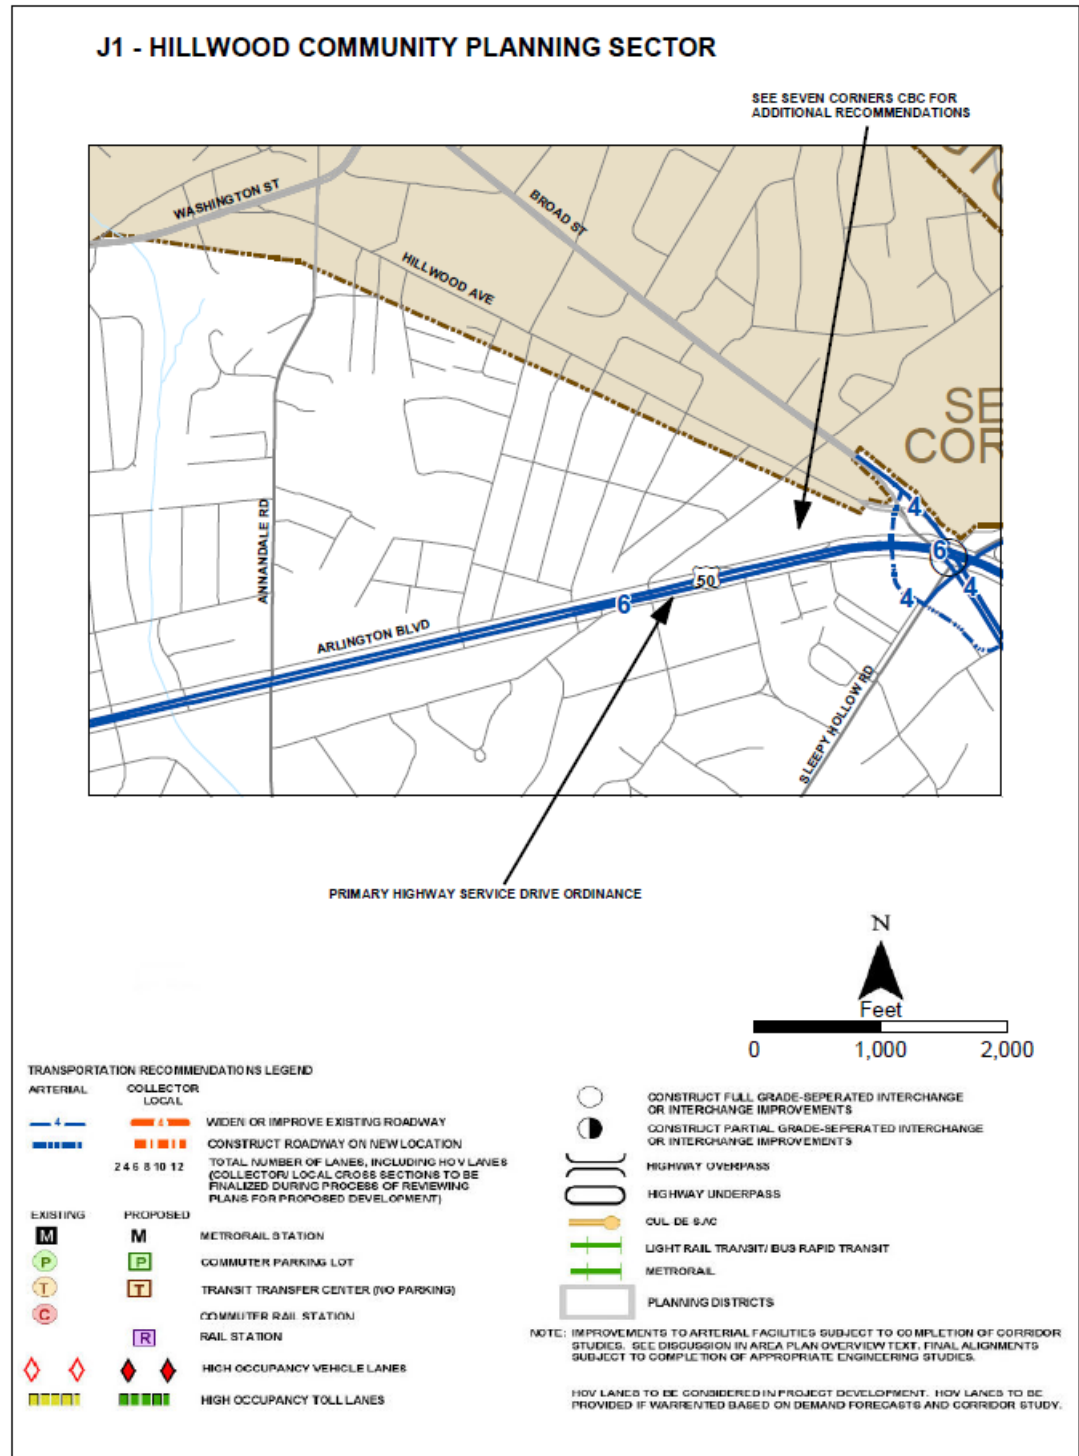 J1 - HILLWOOD COMMUNITY PLANNING SECTOR
SEE SEVEN CORNERS CBC FOR
ADDITIONAL RECOMMENDATIONS
WASHINGTON ST
BROAD ST
HILLWOOD AVE
SE
COR
4
6
4
4
50
6
ANNANDALE RD
ARLINGTON BLVD
SLEEPY HOLLOW RD
PRIMARY HIGHWAY SERVICE DRIVE ORDINANCE
N
Feet
0 1,000 2,000
TRANSPORTATION RECOMMENDATIONS LEGEND
ARTERIAL COLLECTOR
LOCAL
4 4 WIDEN OR IMPROVE EXISTING ROADWAY
CONSTRUCT ROADWAY ON NEW LOCATION
2 4 6 8 10 12 TOTAL NUMBER OF LANES, INCLUDING HOV LANES
(COLLECTOR/ LOCAL CROSS SECTIONS TO BE
FINALIZED DURING PROCESS OF REVIEWING
PLANS FOR PROPOSED DEVELOPMENT)
EXISTING PROPOSED
M M METRORAIL STATION
P P COMMUTER PARKING LOT
T T TRANSIT TRANSFER CENTER (NO PARKING)
C COMMUTER RAIL STATION
R RAIL STATION
HIGH OCCUPANCY VEHICLE LANES
HIGH OCCUPANCY TOLL LANES
CONSTRUCT FULL GRADE-SEPERATED INTERCHANGE
OR INTERCHANGE IMPROVEMENTS
CONSTRUCT PARTIAL GRADE-SEPERATED INTERCHANGE
OR INTERCHANGE IMPROVEMENTS
HIGHWAY OVERPASS
HIGHWAY UNDERPASS
CUL DE SAC
LIGHT RAIL TRANSIT/ BUS RAPID TRANSIT
METRORAIL
PLANNING DISTRICTS
NOTE: IMPROVEMENTS TO ARTERIAL FACILITIES SUBJECT TO COMPLETION OF CORRIDOR
STUDIES. SEE DISCUSSION IN AREA PLAN OVERVIEW TEXT. FINAL ALIGNMENTS
SUBJECT TO COMPLETION OF APPROPRIATE ENGINEERING STUDIES.
HOV LANES TO BE CONSIDERED IN PROJECT DEVELOPMENT. HOV LANES TO BE
PROVIDED IF WARRENTED BASED ON DEMAND FORECASTS AND CORRIDOR STUDY.